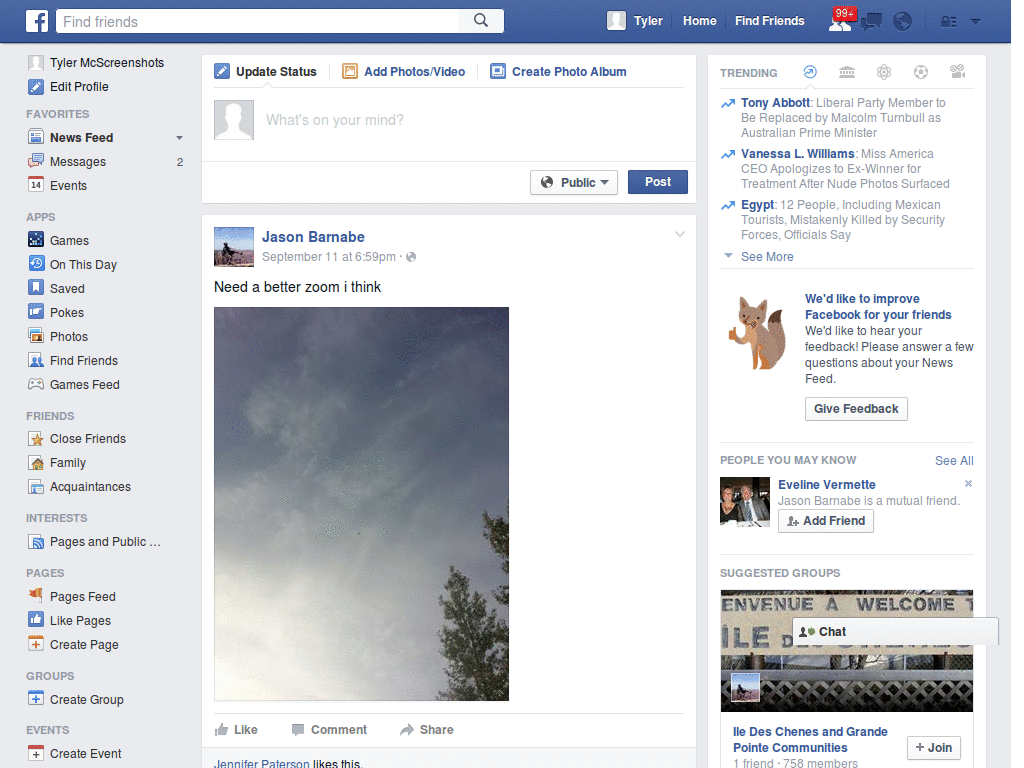 f
Find friends
Tyler
Home
Find Friends
99+
Tyler McScreenshots
Edit Profile
FAVORITES
News Feed
Messages
2
14
Events
APPS
Games
On This Day
Saved
Pokes
Photos
Find Friends
Games Feed
FRIENDS
Close Friends
Family
Acquaintances
INTERESTS
Pages and Public ...
PAGES
Pages Feed
Like Pages
Create Page
GROUPS
Create Group
EVENTS
Create Event
Update Status
Add Photos/Video
Create Photo Album
What's on your mind?
Public
Post
Jason Barnabe
September 11 at 6:59pm ·
Need a better zoom i think
Like
Comment
Share
Jennifer Paterson likes this.
TRENDING
Tony Abbott: Liberal Party Member to
Be Replaced by Malcolm Turnbull as
Australian Prime Minister
Vanessa L. Williams: Miss America
CEO Apologizes to Ex-Winner for
Treatment After Nude Photos Surfaced
Egypt: 12 People, Including Mexican
Tourists, Mistakenly Killed by Security
Forces, Officials Say
See More
We'd like to improve
Facebook for your friends
We'd like to hear your
feedback! Please answer a few
questions about your News
Feed.
Give Feedback
PEOPLE YOU MAY KNOW
See All
Eveline Vermette
Jason Barnabe is a mutual friend.
Add Friend
SUGGESTED GROUPS
ENVENUE A WELCOME T
ÎLE
Chat
Ile Des Chenes and Grande
Pointe Communities
1 friend · 758 members
+ Join